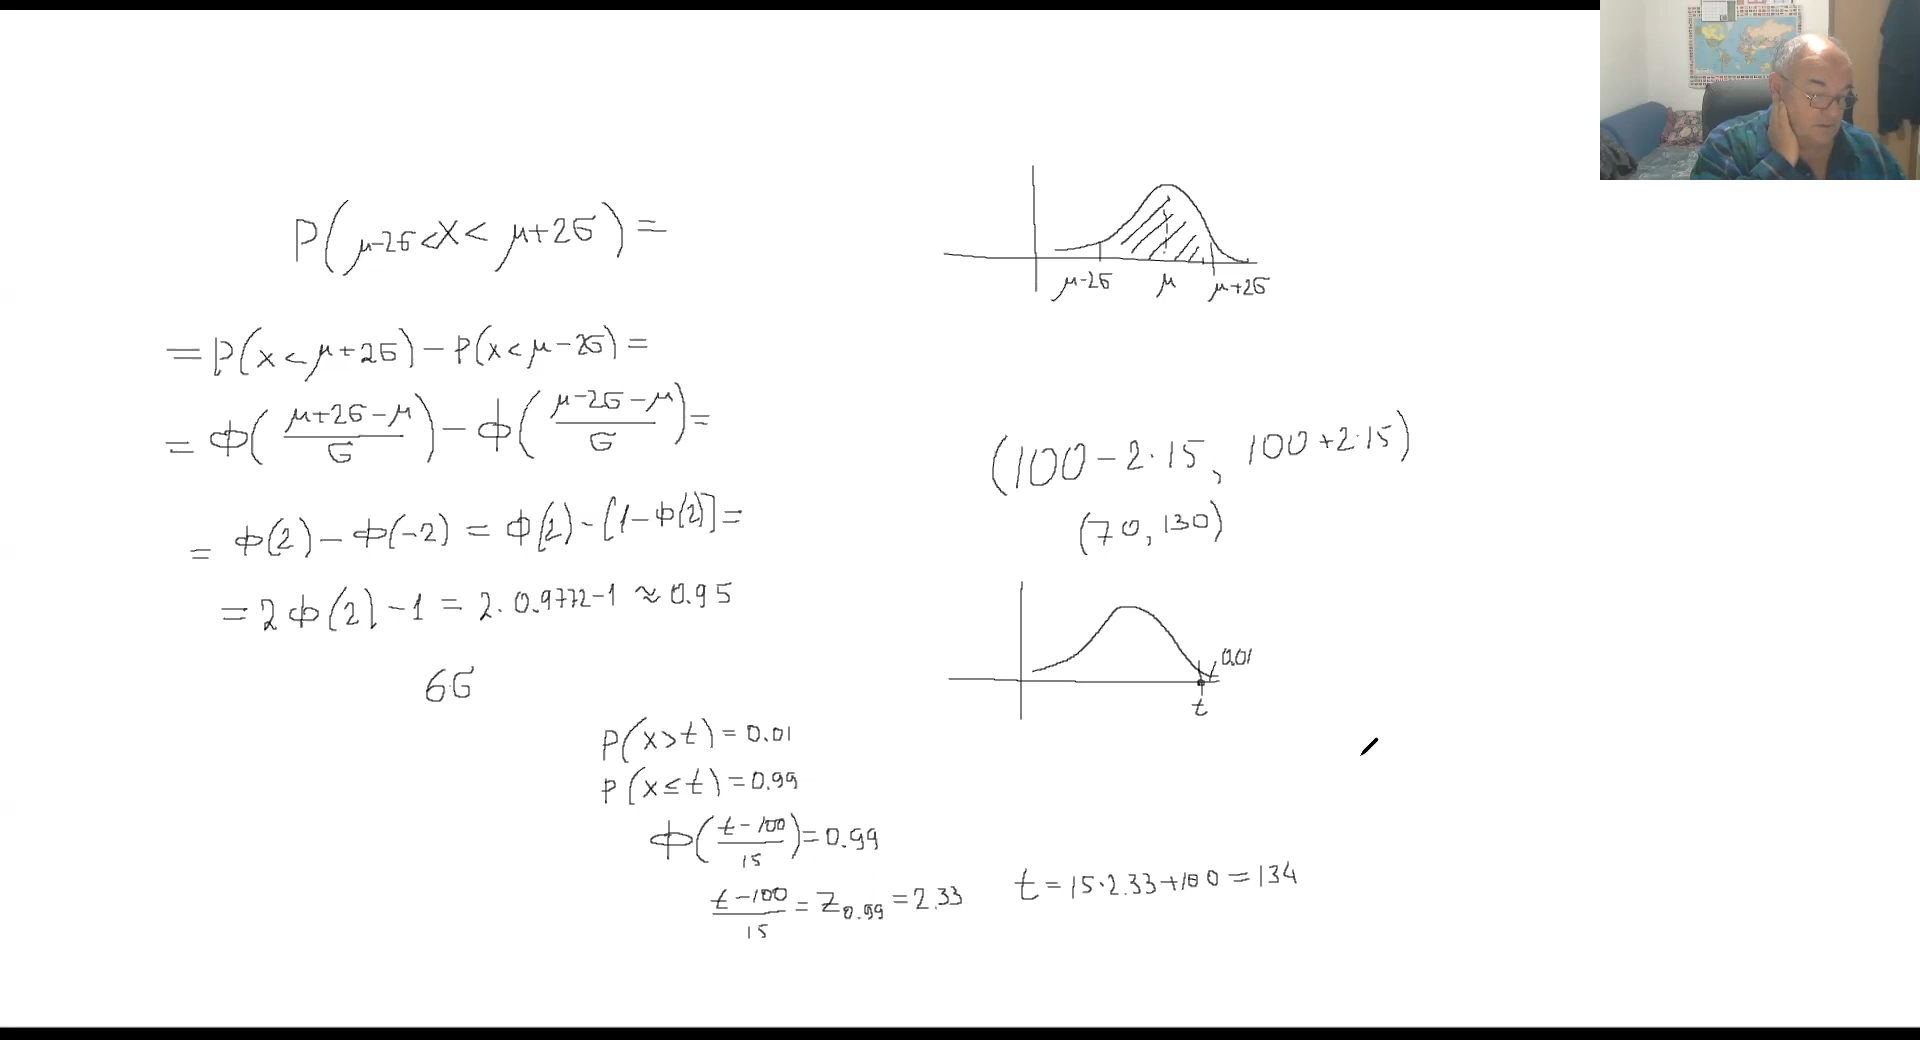 P(μ-2σ<X<μ+2σ)=
=P(x<μ+2σ)-P(x<μ-2σ)=
=Φ((μ+2σ-μ)/σ)-Φ((μ-2σ-μ)/σ)=
=Φ(2)-Φ(-2)=Φ(2)-[1-Φ(2)]=
=2Φ(2)-1=2·0.9772-1≈0.95
6σ
μ-2σ μ μ+2σ
(100-2·15, 100+2·15)
(70,130)
0.01
t
P(x>t)=0.01
P(x≤t)=0.99
Φ((t-100)/15)=0.99
(t-100)/15=Z0.99=2.33
t=15·2.33+100=134